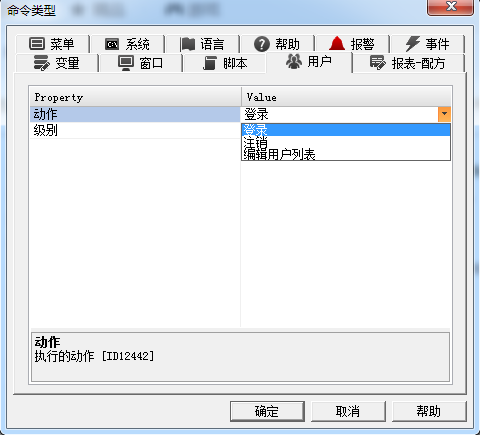 命令类型
菜单 系统 语言 帮助 报警 事件
变量 窗口 脚本 用户 报表-配方
Property Value
动作 登录
级别 登录
注销
编辑用户列表
动作
执行的动作 [ID12442]
确定 取消 帮助